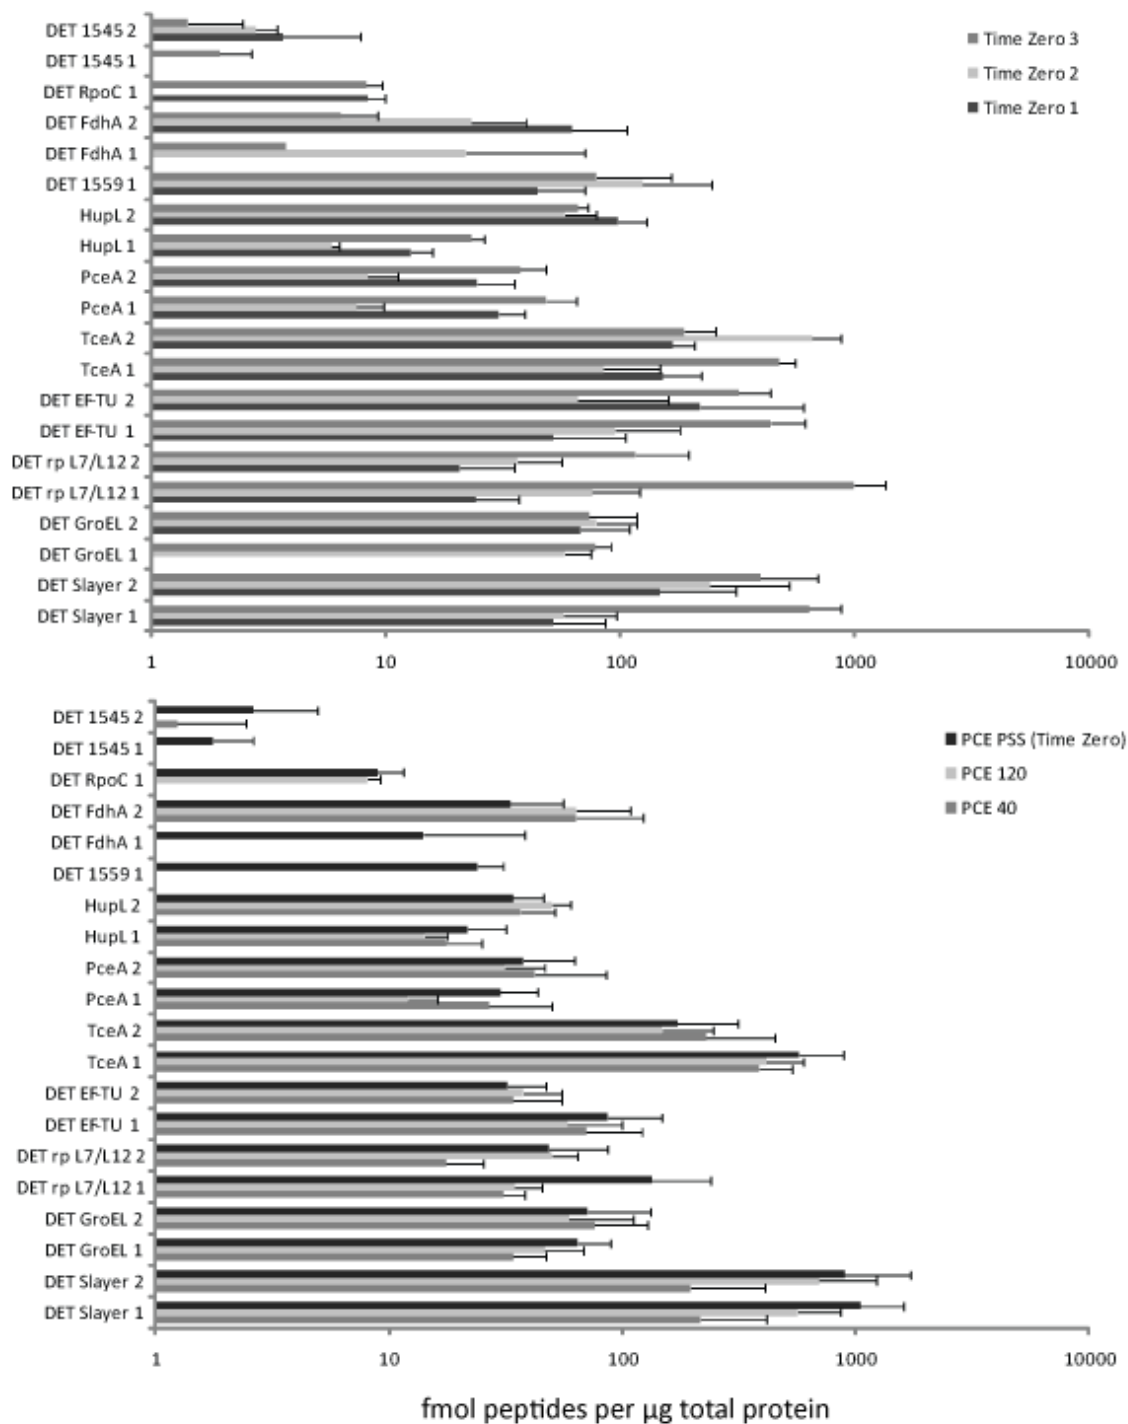 DET 1545 2
DET 1545 1
DET RpoC 1
DET FdhA 2
DET FdhA 1
DET 1559 1
HupL 2
HupL 1
PceA 2
PceA 1
TceA 2
TceA 1
DET EF-TU 2
DET EF-TU 1
DET rp L7/L12 2
DET rp L7/L12 1
DET GroEL 2
DET GroEL 1
DET Slayer 2
DET Slayer 1
Time Zero 3
Time Zero 2
Time Zero 1
1 10 100 1000 10000
DET 1545 2
DET 1545 1
DET RpoC 1
DET FdhA 2
DET FdhA 1
DET 1559 1
HupL 2
HupL 1
PceA 2
PceA 1
TceA 2
TceA 1
DET EF-TU 2
DET EF-TU 1
DET rp L7/L12 2
DET rp L7/L12 1
DET GroEL 2
DET GroEL 1
DET Slayer 2
DET Slayer 1
PCE PSS (Time Zero)
PCE 120
PCE 40
1 10 100 1000 10000
fmol peptides per µg total protein